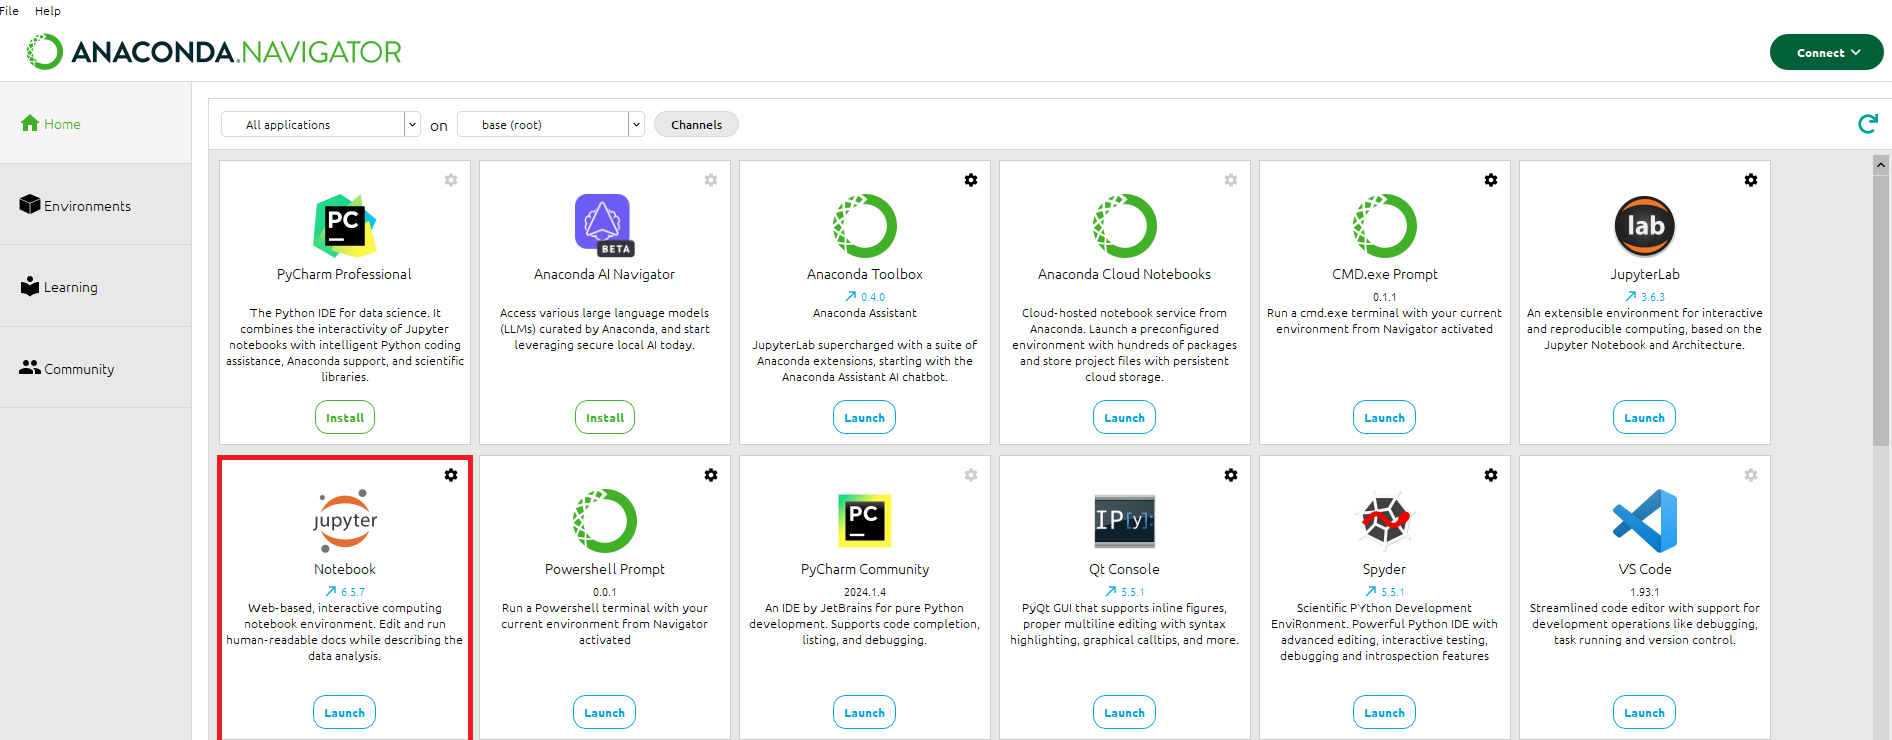 File Help
ANACONDA.NAVIGATOR
Connect
Home
All applications on base (root) Channels
Environments
Learning
Community
PC
PyCharm Professional
The Python IDE for data science. It
combines the interactivity of Jupyter
notebooks with intelligent Python coding
assistance, Anaconda support, and scientific
libraries.
Install
BETA
Anaconda AI Navigator
Access various large language models
(LLMs) curated by Anaconda, and start
leveraging secure local AI today.
Install
Anaconda Toolbox
0.4.0
Anaconda Assistant
JupyterLab supercharged with a suite of
Anaconda extensions, starting with the
Anaconda Assistant AI chatbot.
Launch
Anaconda Cloud Notebooks
Cloud-hosted notebook service from
Anaconda. Launch a preconfigured
environment with hundreds of packages
and store project files with persistent
cloud storage.
Launch
CMD.exe Prompt
0.1.1
Run a cmd.exe terminal with your current
environment from Navigator activated
Launch
lab
JupyterLab
3.6.3
An extensible environment for interactive
and reproducible computing, based on the
Jupyter Notebook and Architecture.
Launch
jupyter
Notebook
6.5.7
Web-based, interactive computing
notebook environment. Edit and run
human-readable docs while describing the
data analysis.
Launch
Powershell Prompt
0.0.1
Run a Powershell terminal with your
current environment from Navigator
activated
Launch
PC
PyCharm Community
2024.1.4
An IDE by JetBrains for pure Python
development. Supports code completion,
listing, and debugging.
Launch
IP[y]:
Qt Console
5.5.1
PyQt GUI that supports inline figures,
proper multiline editing with syntax
highlighting, graphical calltips, and more.
Launch
Spyder
5.5.1
Scientific PYthon Development
EnviRonment. Powerful Python IDE with
advanced editing, interactive testing,
debugging and introspection features
Launch
VS Code
1.93.1
Streamlined code editor with support for
development operations like debugging,
task running and version control.
Launch